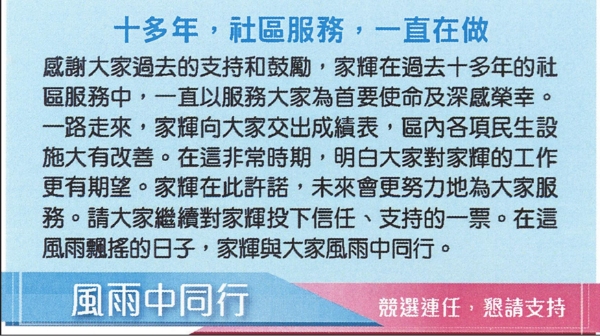 十多年，社區服務，一直在做
感謝大家過去的支持和鼓勵，家輝在過去十多年的社
區服務中，一直以服務大家為首要使命及深感榮幸。
一路走來，家輝向大家交出成績表，區內各項民生設
施大有改善。在這非常時期，明白大家對家輝的工作
更有期望。家輝在此許諾，未來會更努力地為大家服
務。請大家繼續對家輝投下信任、支持的一票。在這
風雨飄搖的日子，家輝與大家風雨中同行。
風雨中同行
競選連任，懇請支持